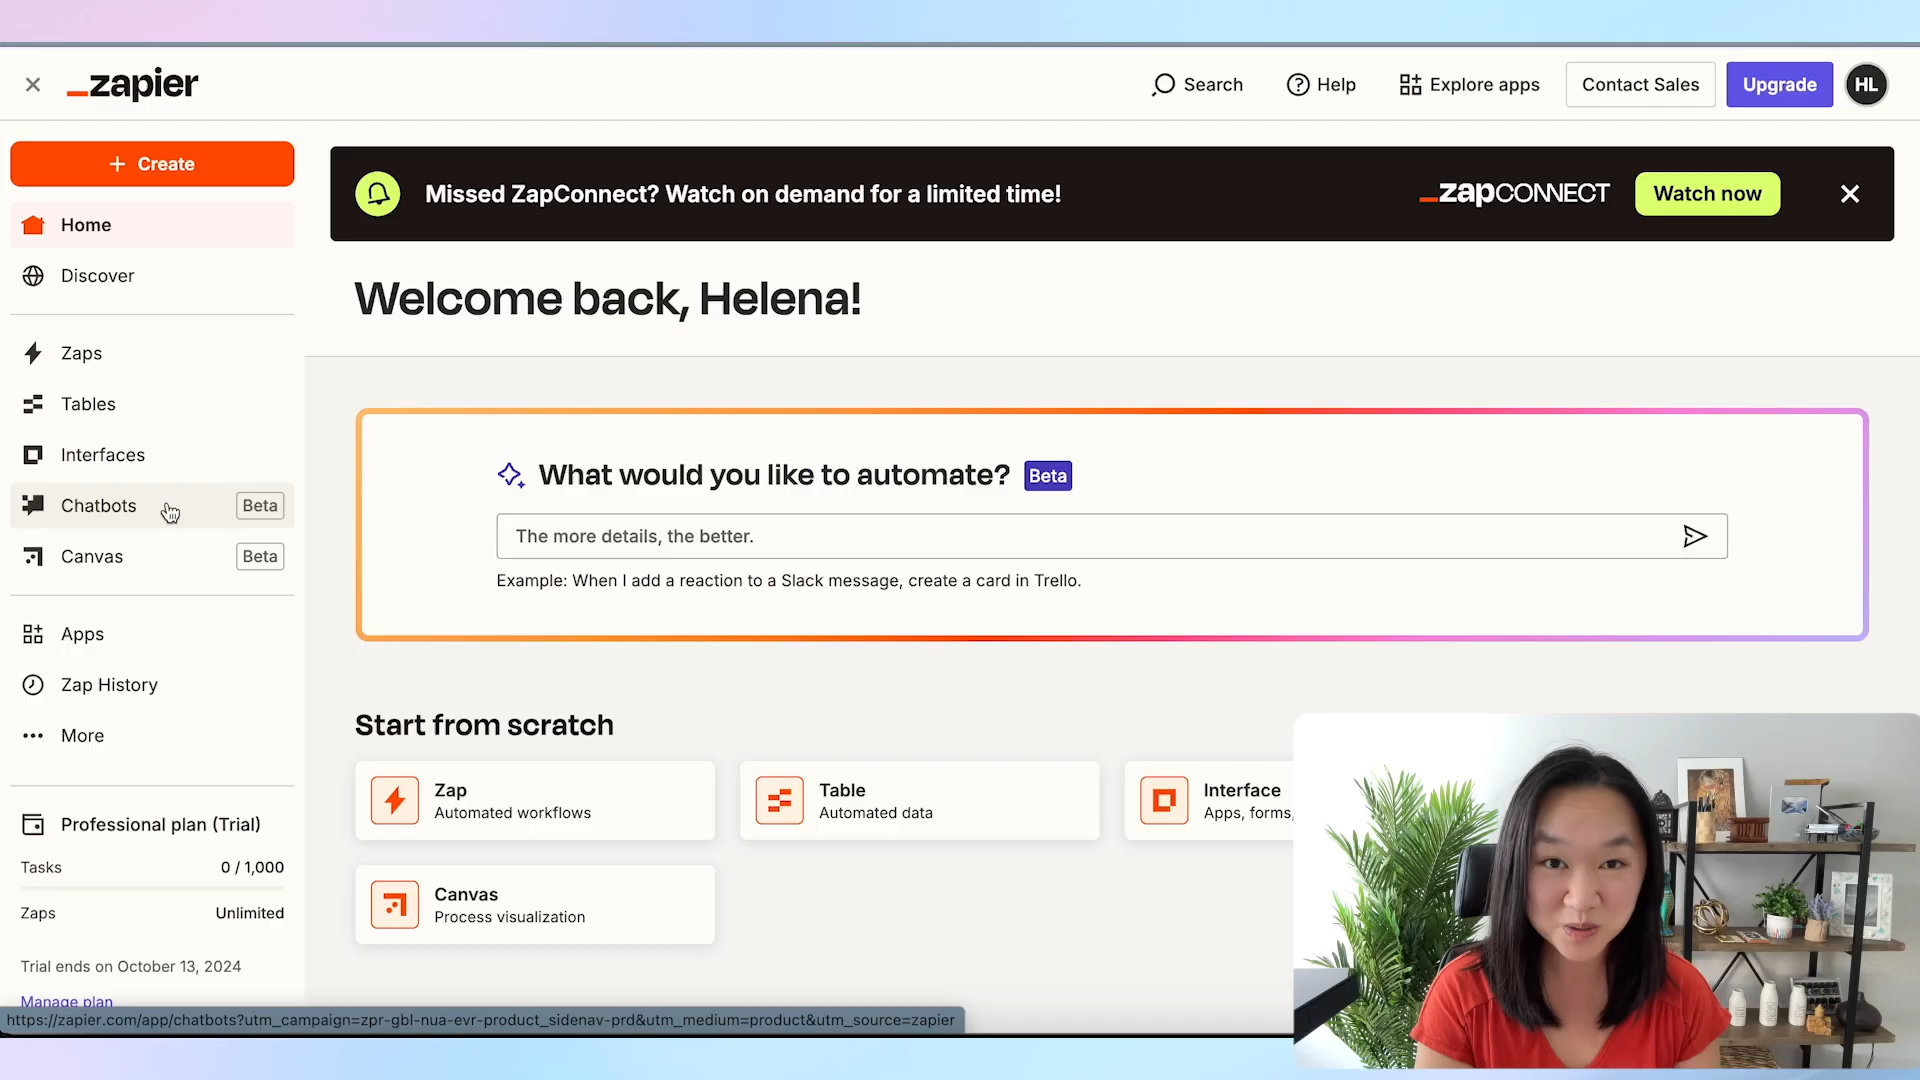 zapier
Search
Help
Explore apps
Contact Sales
Upgrade
HL
+ Create
Home
Discover
Zaps
Tables
Interfaces
Chatbots Beta
Canvas Beta
Apps
Zap History
More
Professional plan (Trial)
Tasks 0 / 1,000
Zaps Unlimited
Trial ends on October 13, 2024
Manage plan
Missed ZapConnect? Watch on demand for a limited time!
zapCONNECT
Watch now
Welcome back, Helena!
What would you like to automate? Beta
The more details, the better.
Example: When I add a reaction to a Slack message, create a card in Trello.
Start from scratch
Zap
Automated workflows
Table
Automated data
Interface
Apps, forms,
Canvas
Process visualization
https://zapier.com/app/chatbots?utm_campaign=zpr-gbl-nua-evr-product_sidenav-prd&utm_medium=product&utm_source=zapier